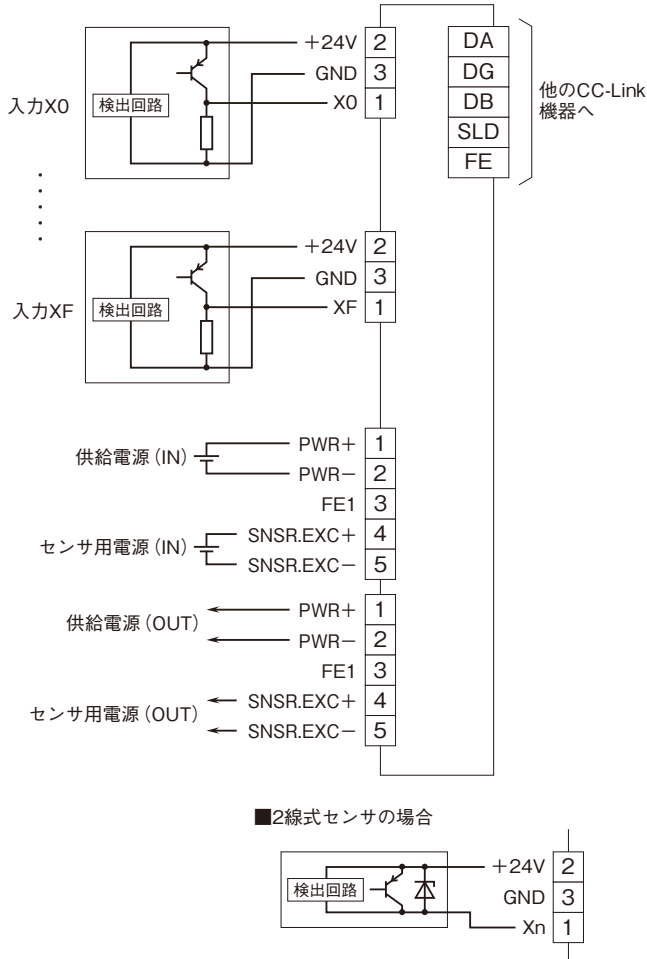 +24V 2
GND 3
X0 1
入力X0
検出回路
DA
DG
DB
SLD
FE
他のCC-Link
機器へ
+24V 2
GND 3
XF 1
入力XF
検出回路
供給電源(IN)
PWR+ 1
PWR− 2
FE1 3
センサ用電源(IN)
SNSR.EXC+ 4
SNSR.EXC− 5
供給電源(OUT)
PWR+ 1
PWR− 2
FE1 3
センサ用電源(OUT)
SNSR.EXC+ 4
SNSR.EXC− 5
■2線式センサの場合
検出回路
+24V 2
GND 3
Xn 1